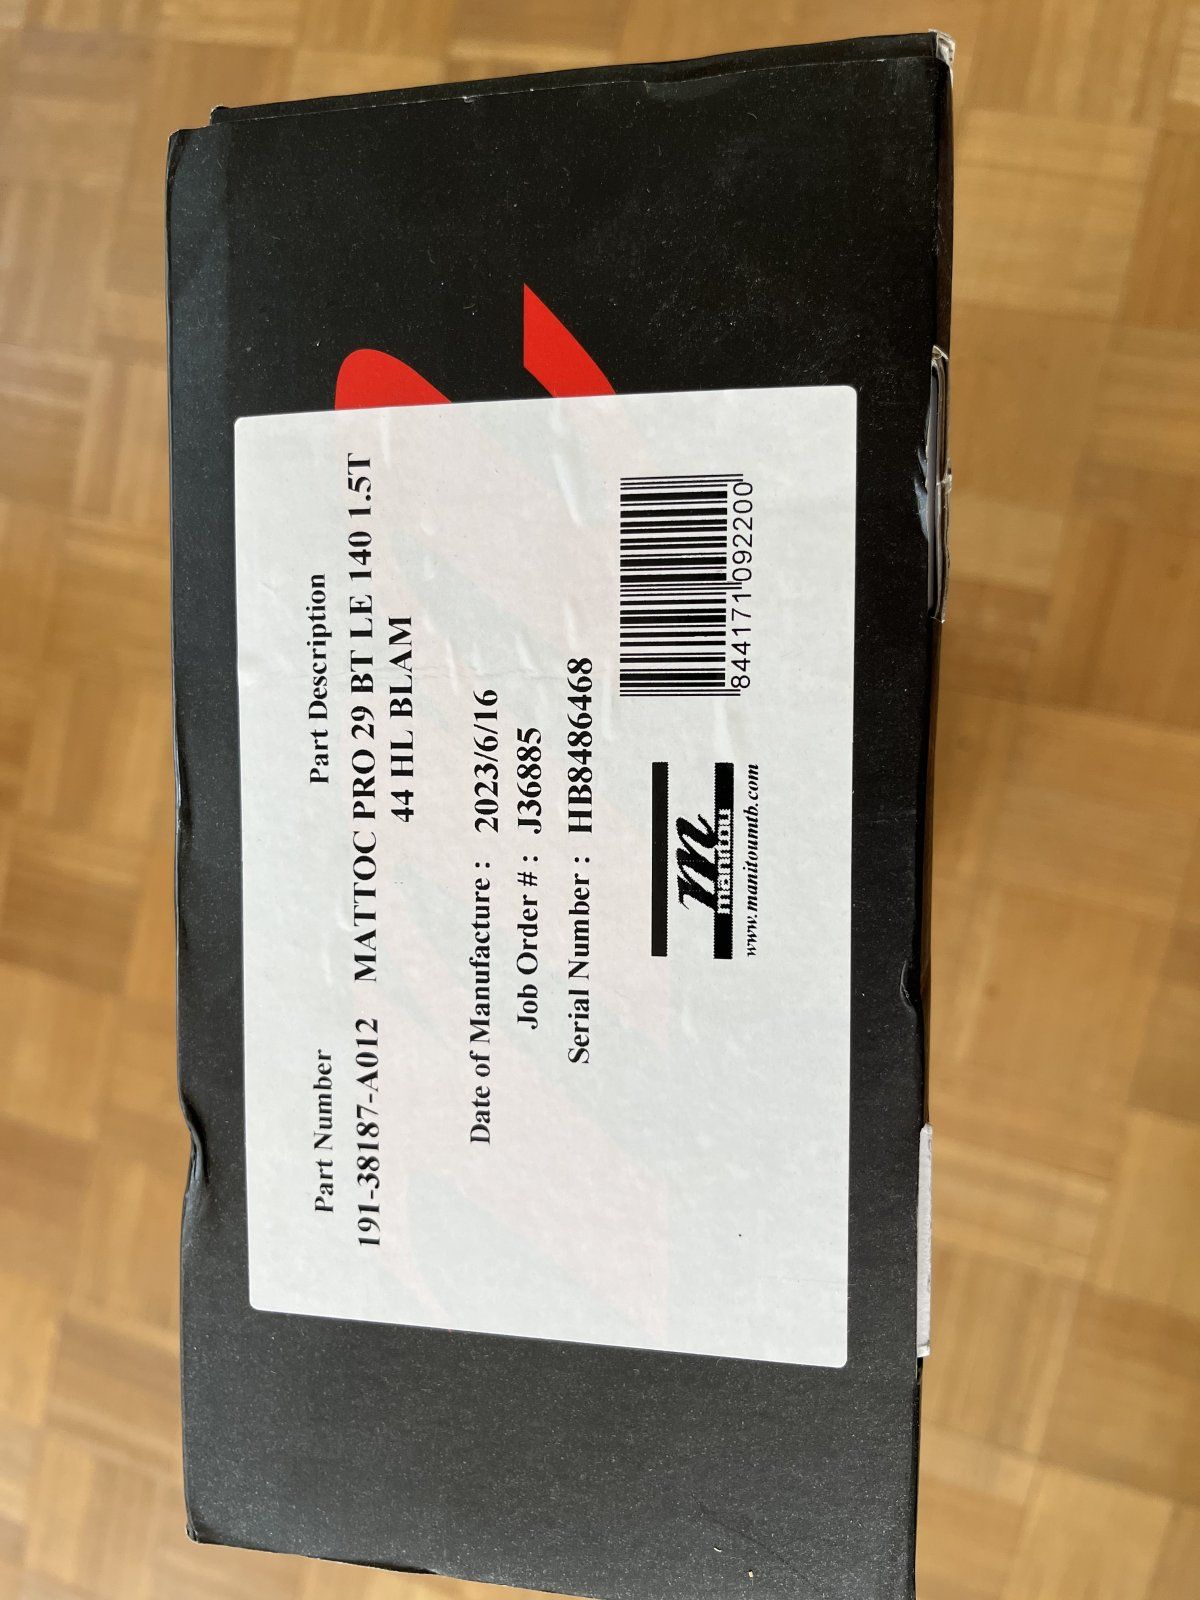 Part Number Part Description
191-38187-A012 MATTOC PRO 29 BT LE 140 1.5T
44 HL BLAM
Date of Manufacture : 2023/6/16
Job Order # : J36885
Serial Number : HB8486468
m
manitou
www.manitoumtb.com
844171092200